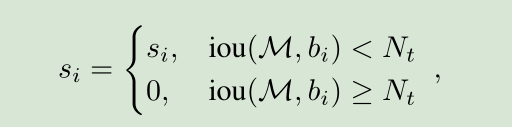 s_i = { s_i, iou(ℳ, b_i) < N_t
0, iou(ℳ, b_i) ≥ N_t ,